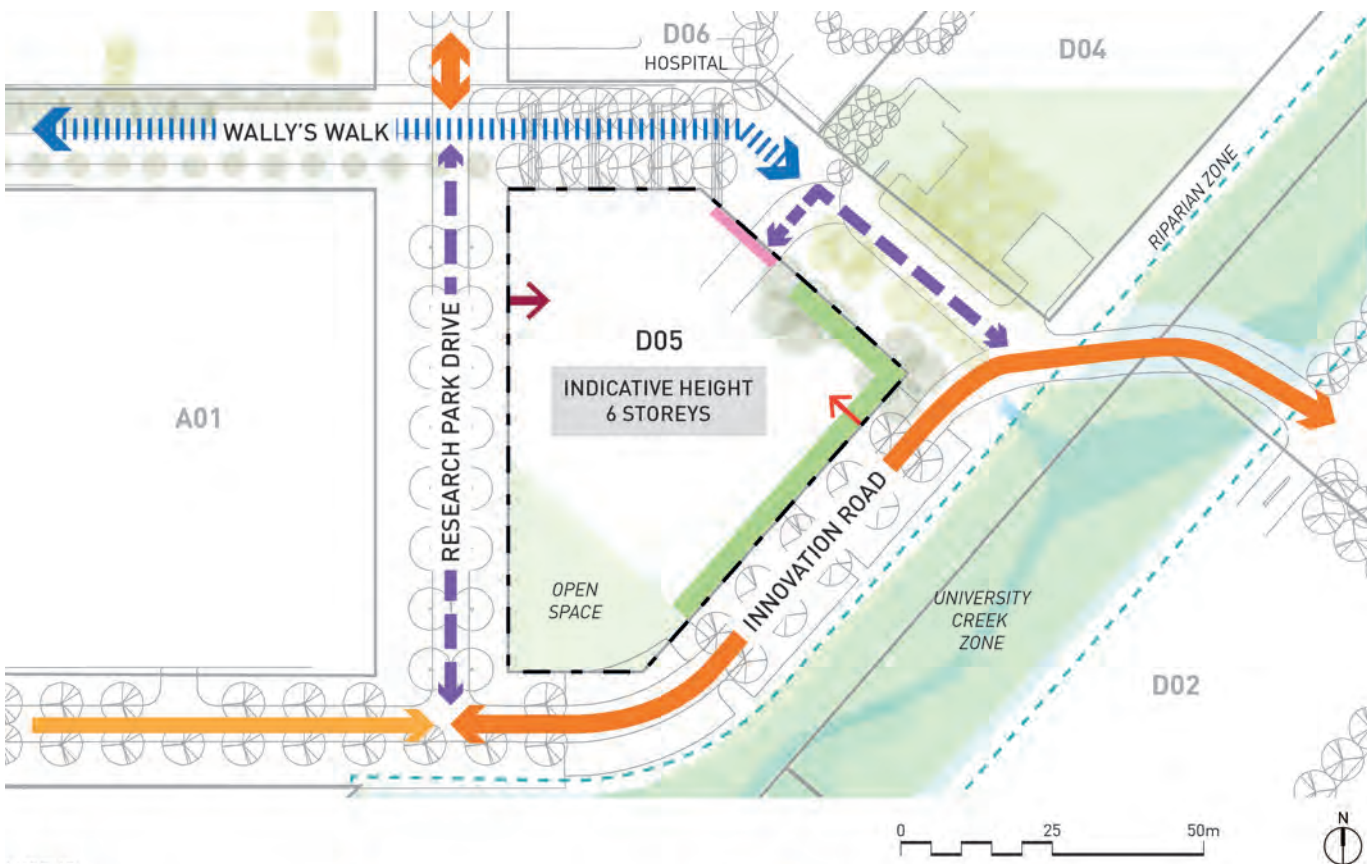 D06
HOSPITAL
D04
WALLY'S WALK
RIPARIAN ZONE
D05
INDICATIVE HEIGHT
6 STOREYS
A01
RESEARCH PARK DRIVE
OPEN
SPACE
INNOVATION ROAD
UNIVERSITY
CREEK
ZONE
D02
0 25 50m
N